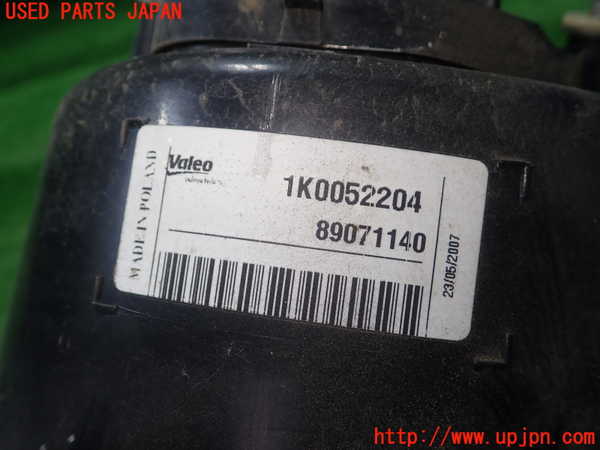 USED PARTS JAPAN
Valeo
1K0052204
89071140
MADE IN POLAND
23/05/2007
http://www.upjpn.com